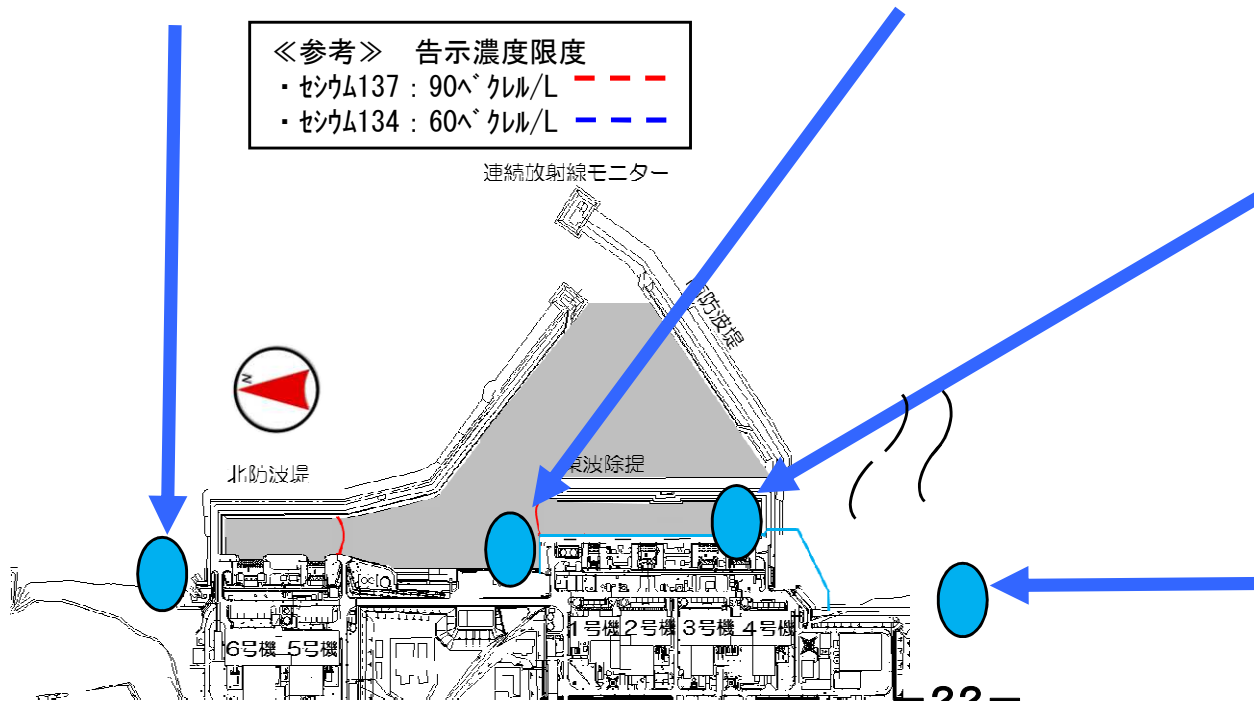 ≪参考≫　告示濃度限度
・セシウム137：90ベクレル/L
・セシウム134：60ベクレル/L
連続放射線モニター
防波堤
N
東波除提
北防波堤
1号機 2号機 3号機 4号機
6号機 5号機
－22－